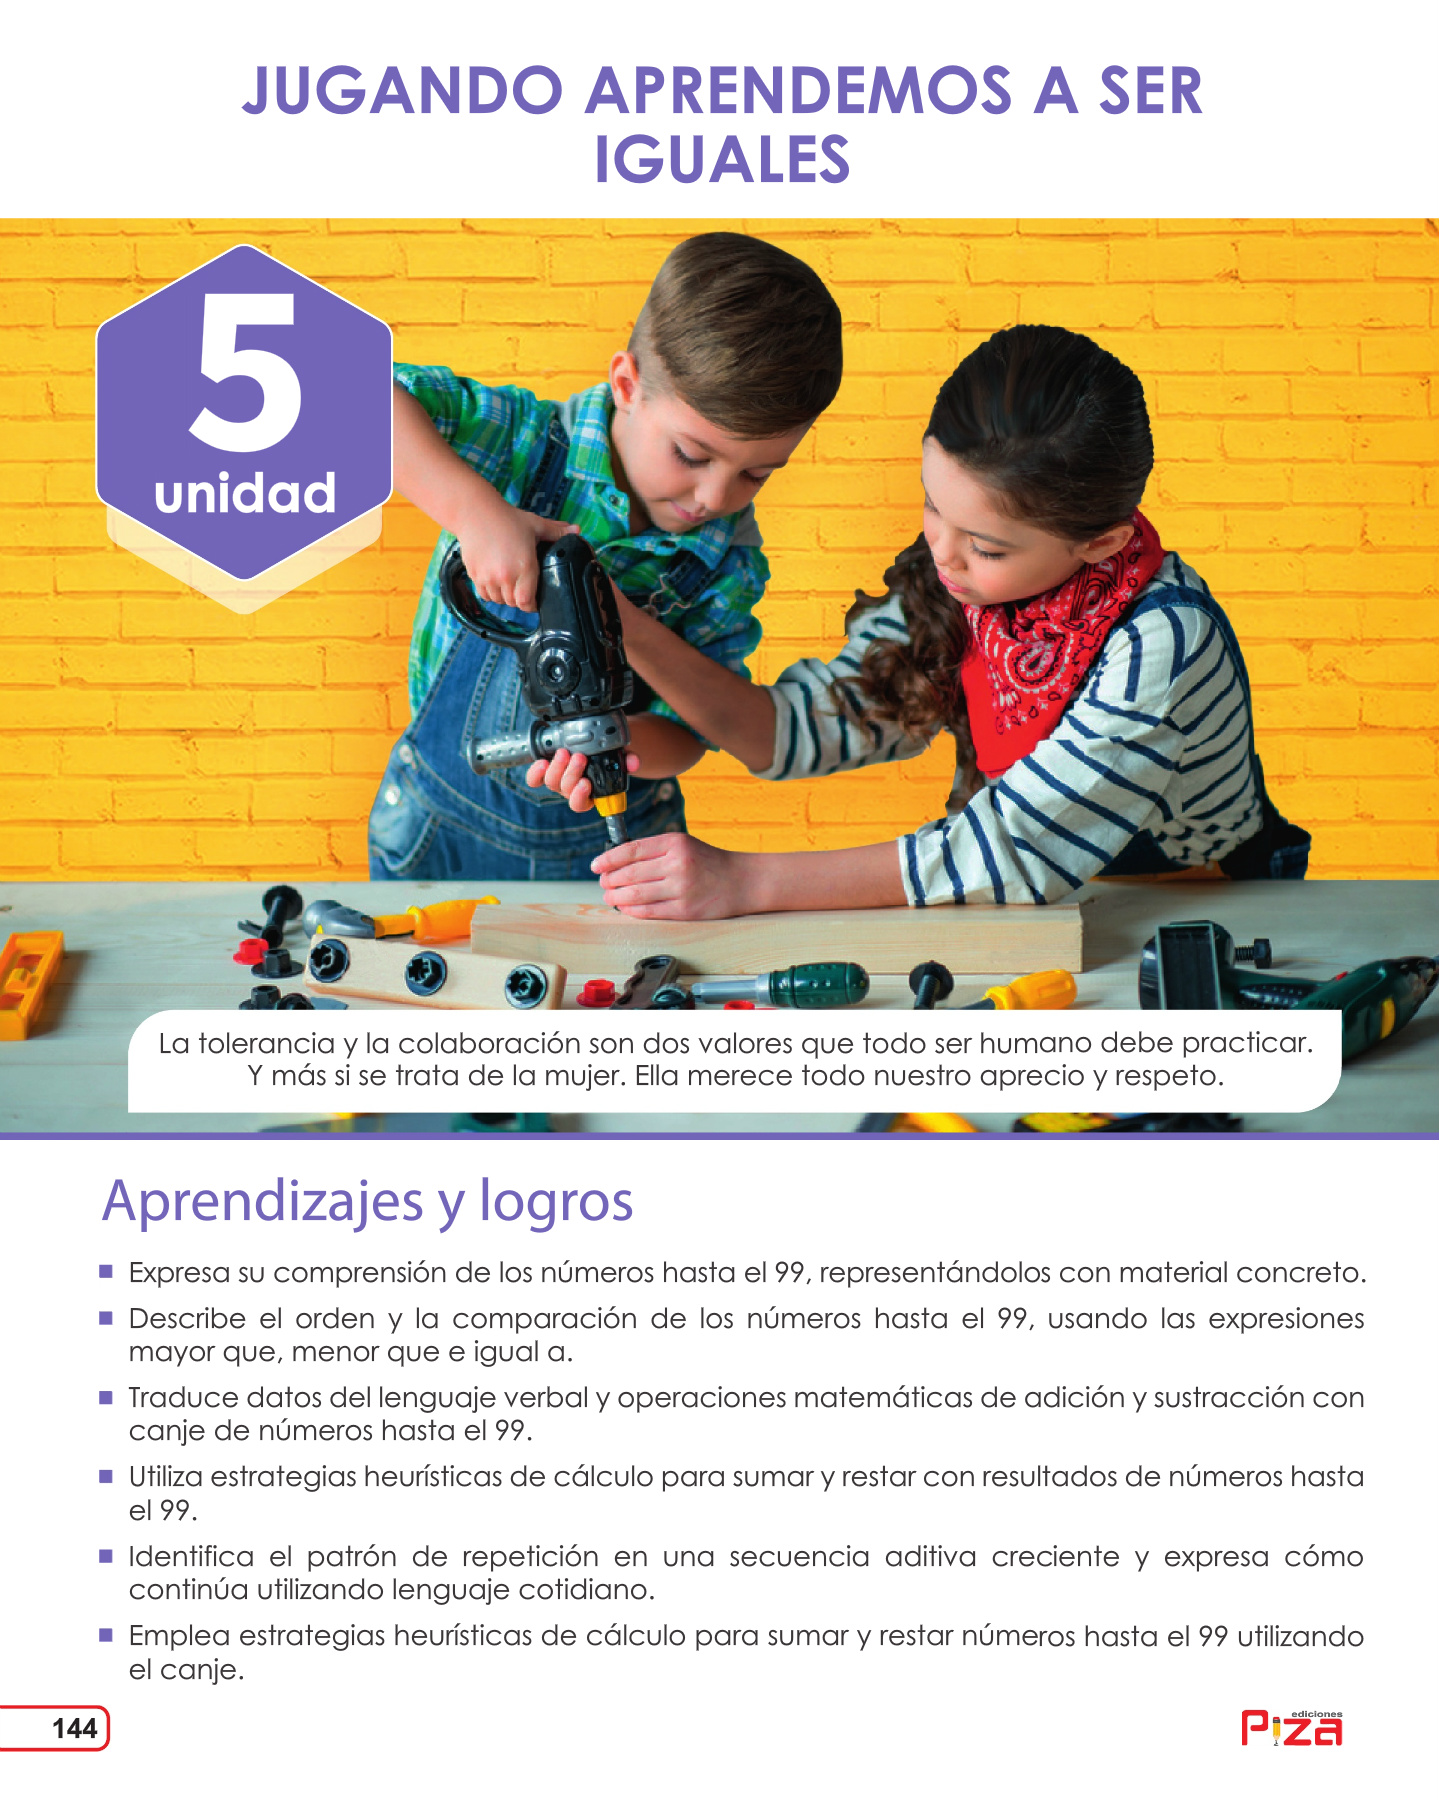 JUGANDO APRENDEMOS A SER
IGUALES
5
unidad
La tolerancia y la colaboración son dos valores que todo ser humano debe practicar.
Y más si se trata de la mujer. Ella merece todo nuestro aprecio y respeto.
Aprendizajes y logros
Expresa su comprensión de los números hasta el 99, representándolos con material concreto.
Describe el orden y la comparación de los números hasta el 99, usando las expresiones
mayor que, menor que e igual a.
Traduce datos del lenguaje verbal y operaciones matemáticas de adición y sustracción con
canje de números hasta el 99.
Utiliza estrategias heurísticas de cálculo para sumar y restar con resultados de números hasta
el 99.
Identifica el patrón de repetición en una secuencia aditiva creciente y expresa cómo
continúa utilizando lenguaje cotidiano.
Emplea estrategias heurísticas de cálculo para sumar y restar números hasta el 99 utilizando
el canje.
144
ediciones
Piza